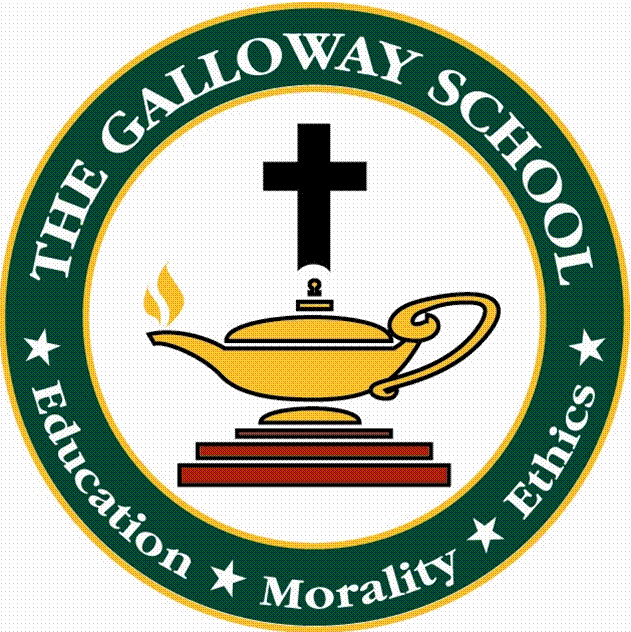 THE GALLOWAY SCHOOL
Education ★ Morality ★ Ethics